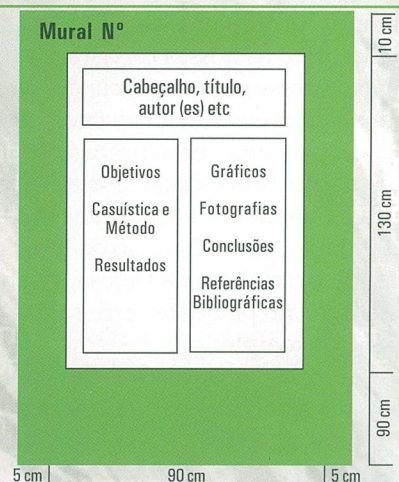 Mural Nº
10 cm
Cabeçalho, título,
autor (es) etc
Objetivos
Casuística e
Método
Resultados
Gráficos
Fotografias
Conclusões
Referências
Bibliográficas
130 cm
90 cm
5 cm
90 cm
5 cm